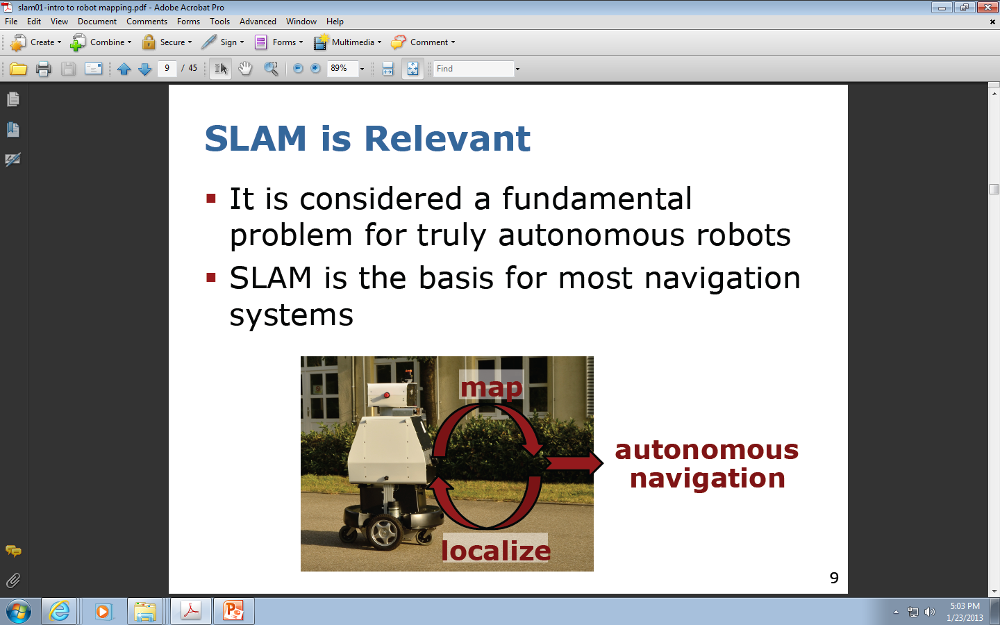 slam01-intro to robot mapping.pdf - Adobe Acrobat Pro
File Edit View Document Comments Forms Tools Advanced Window Help
Create Combine Secure Sign Forms Multimedia Comment
9 / 45 89% Find
SLAM is Relevant
It is considered a fundamental
problem for truly autonomous robots
SLAM is the basis for most navigation
systems
map
autonomous
navigation
localize
9
5:03 PM
1/23/2013